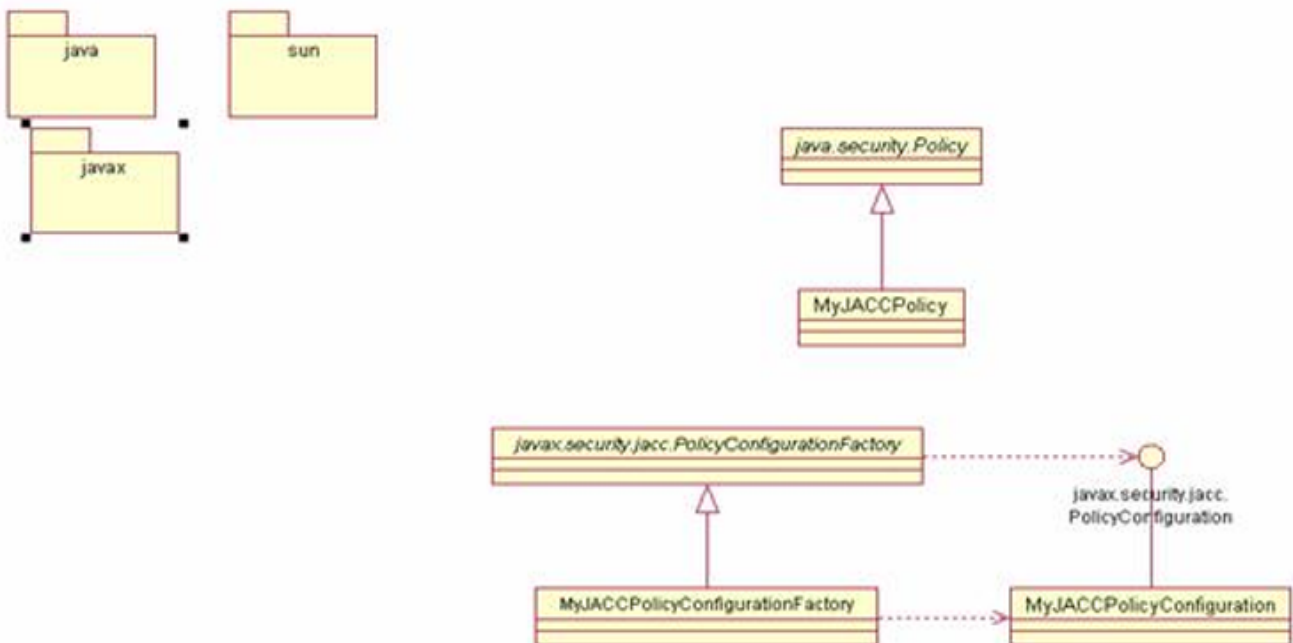 java
sun
javax
java.security.Policy
MyJACCPolicy
javax.security.jacc.PolicyConfigurationFactory
javax.security.jacc.
PolicyConfiguration
MyJACCPolicyConfigurationFactory
MyJACCPolicyConfiguration